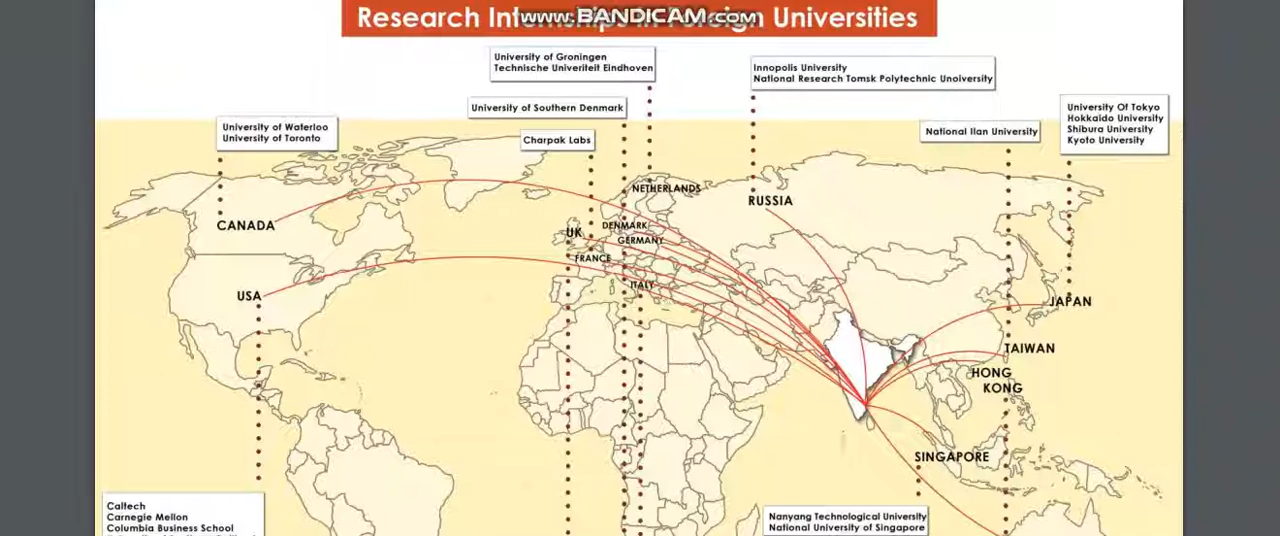 Research Internships in Foreign Universities
www.BANDICAM.com
University of Groningen
Technische Univeriteit Eindhoven
Innopolis University
National Research Tomsk Polytechnic Unoiversity
University of Southern Denmark
University Of Tokyo
Hokkaido University
Shibura University
Kyoto University
University of Waterloo
University of Toronto
National Ilan University
Charpak Labs
NETHERLANDS
RUSSIA
CANADA
UK
DENMARK
GERMANY
FRANCE
ITALY
USA
JAPAN
TAIWAN
HONG
KONG
SINGAPORE
Caltech
Carnegie Mellon
Columbia Business School
Nanyang Technological University
National University of Singapore